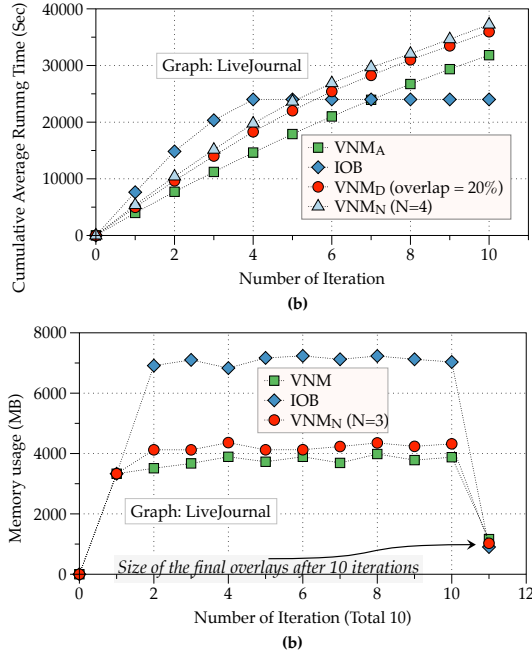 Cumulative Average Runnng Time (Sec)
40000
30000
20000
10000
0
Graph: LiveJournal
VNMA
IOB
VNMD (overlap = 20%)
VNMN (N=4)
0 2 4 6 8 10
Number of Iteration
(b)
Memory usage (MB)
8000
6000
4000
2000
0
VNM
IOB
VNMN (N=3)
Graph: LiveJournal
Size of the final overlays after 10 iterations
0 2 4 6 8 10 12
Number of Iteration (Total 10)
(b)